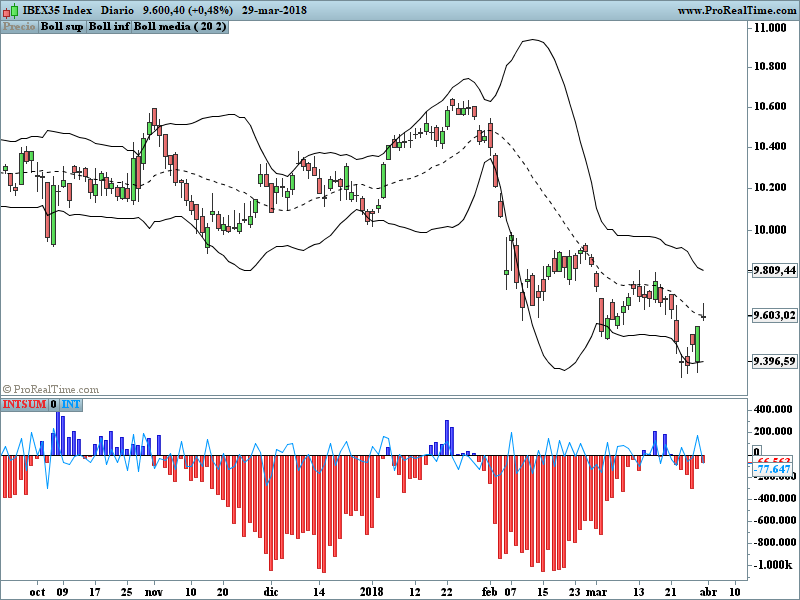 IBEX35 Index Diario 9.600,40 (+0,48%) 29-mar-2018 www.ProRealTime.com
Precio Boll sup Boll inf Boll media ( 20 2)
11.000
10.800
10.600
10.400
10.200
10.000
9.809,44
9.603,02
9.396,59
© ProRealTime.com
INTSUM 0 INT
400.000
200.000
0
-77.647
-400.000
-600.000
-800.000
-1.000k
oct 09 17 25 nov 10 20 dic 14 2018 12 22 feb 07 15 23 mar 13 21 abr 10